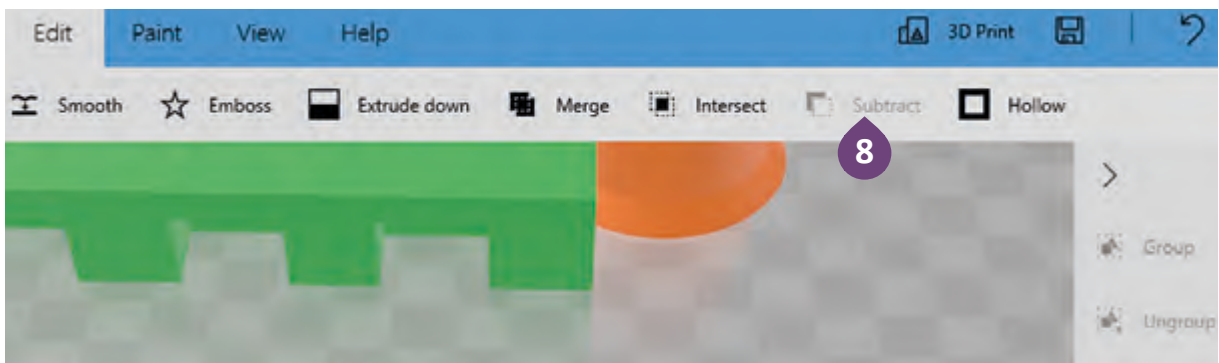 Edit Paint View Help 3D Print
Smooth Emboss Extrude down Merge Intersect Subtract Hollow
8
Group
Ungroup